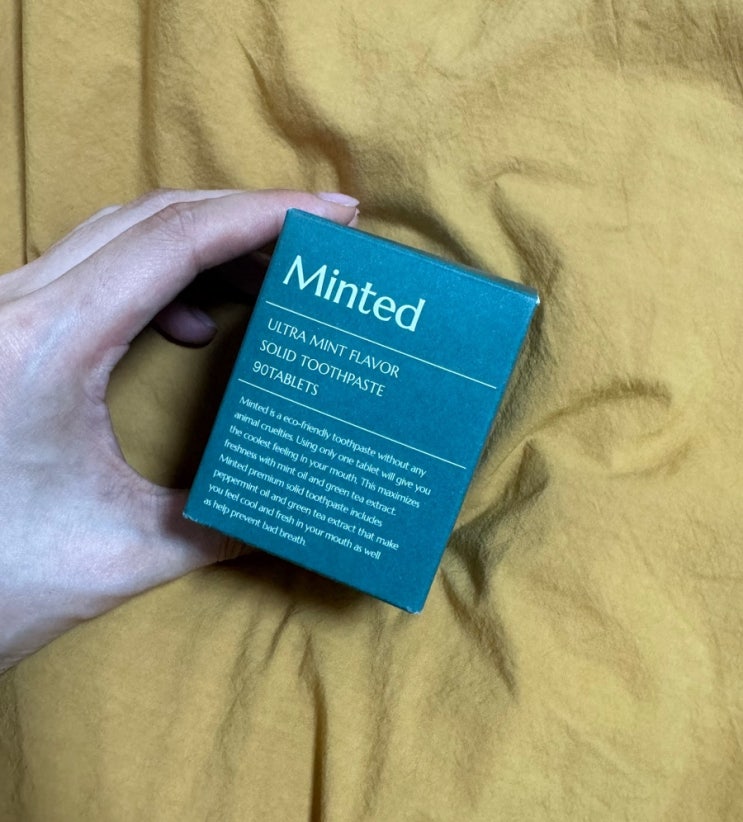 Minted
ULTRA MINT FLAVOR
SOLID TOOTHPASTE
90TABLETS
Minted is a eco-friendly toothpaste without any
animal cruelties. Using only one tablet will give you
the coolest feeling in your mouth. This maximizes
freshness with mint oil and green tea extract.
Minted premium solid toothpaste includes
peppermint oil and green tea extract that make
you feel cool and fresh in your mouth as well
as help prevent bad breath.